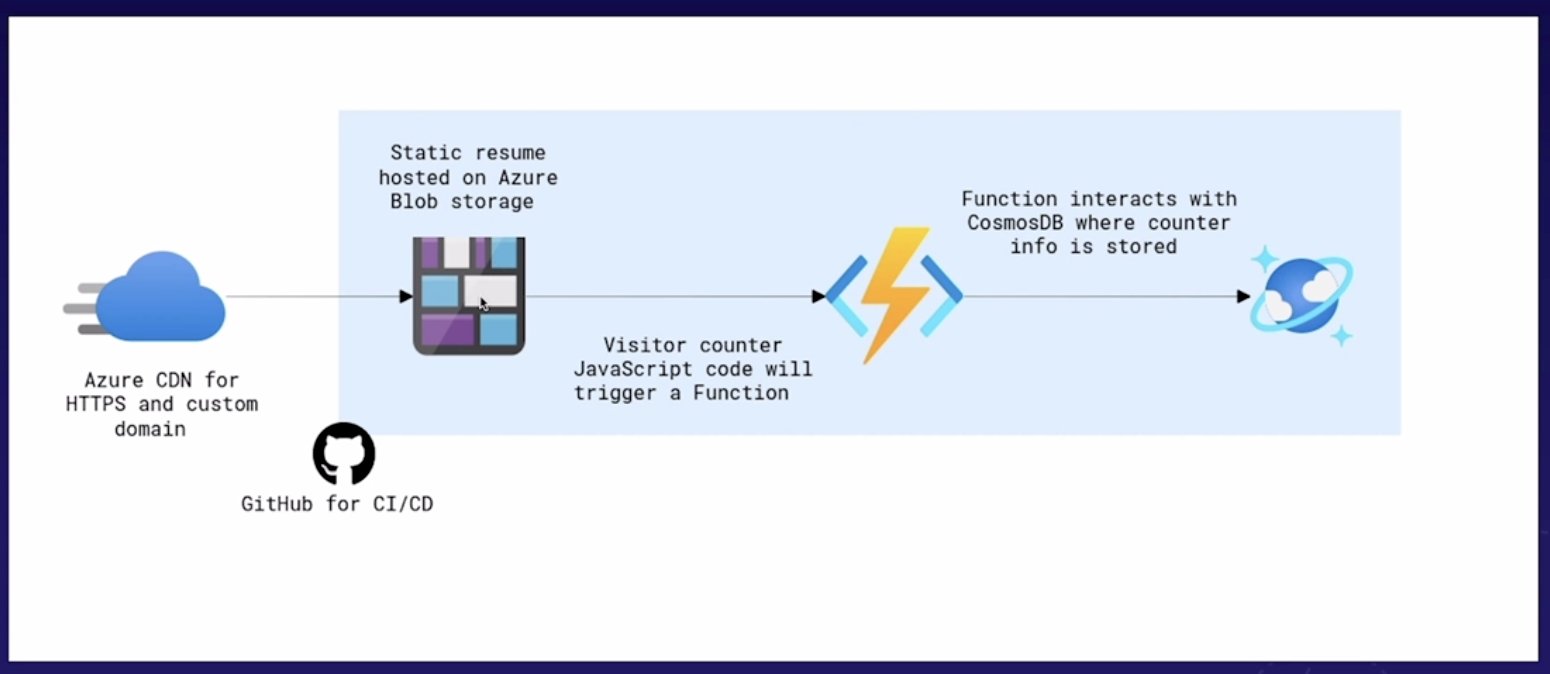 Static resume
hosted on Azure
Blob storage
Function interacts with
CosmosDB where counter
info is stored
Visitor counter
JavaScript code will
trigger a Function
Azure CDN for
HTTPS and custom
domain
GitHub for CI/CD